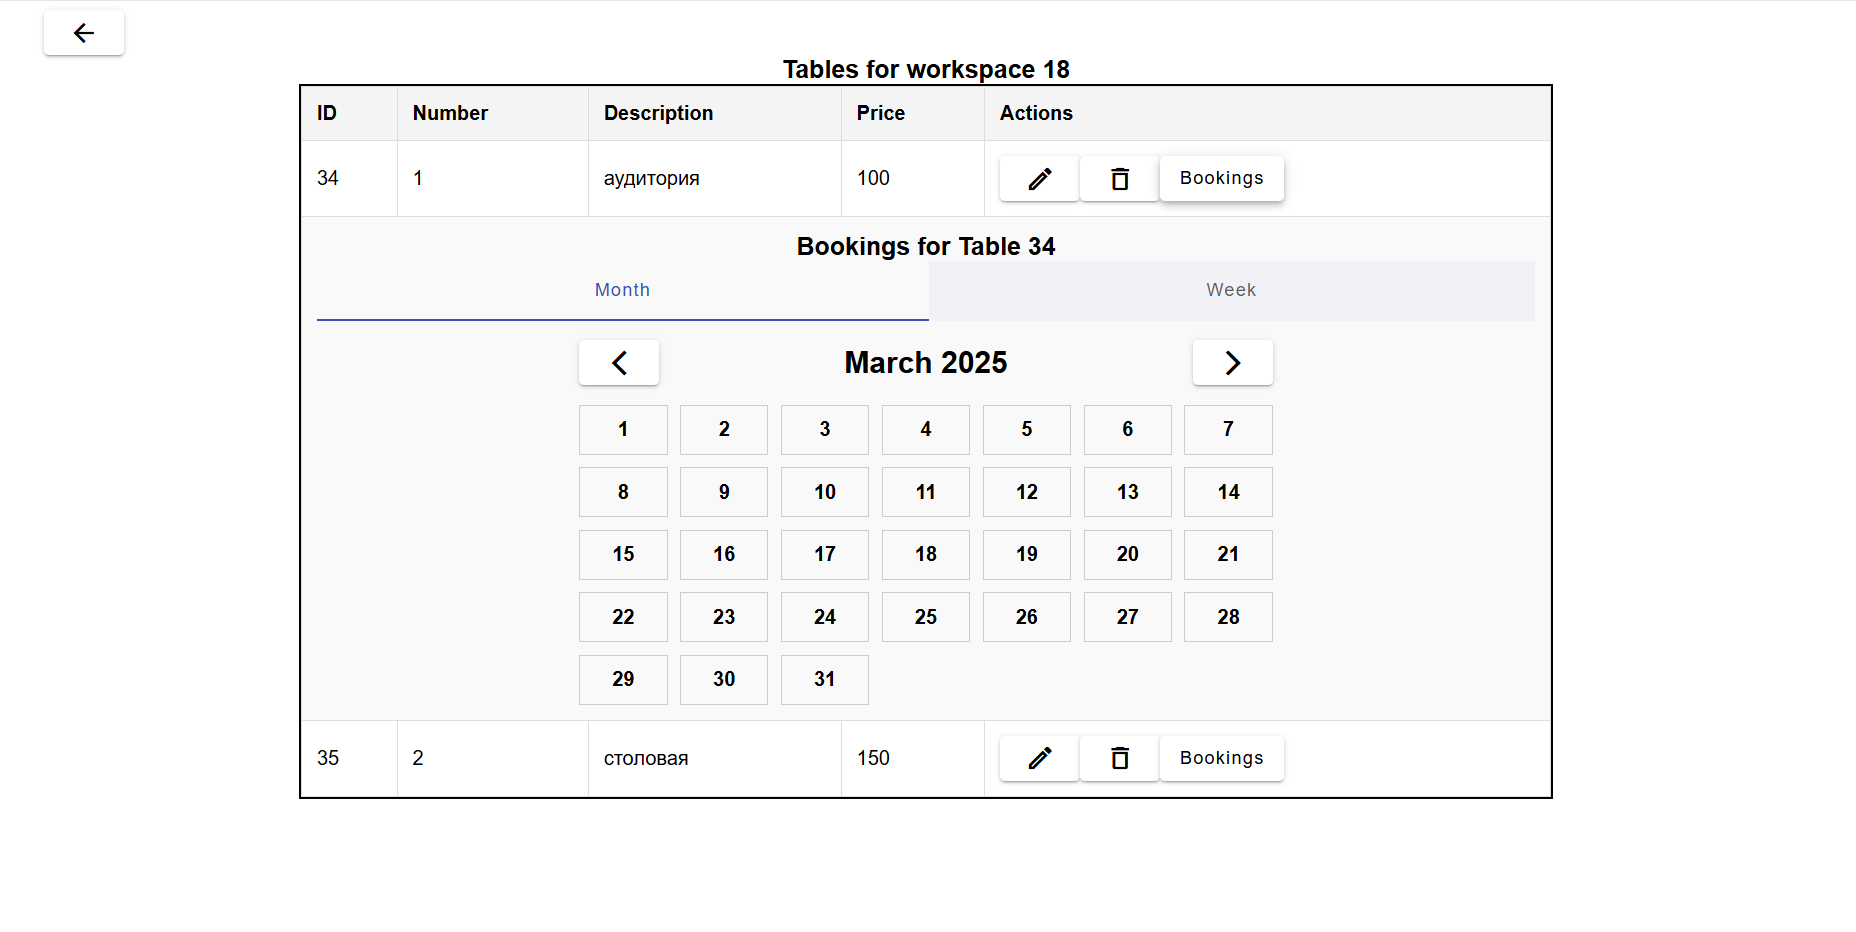 Tables for workspace 18
ID Number Description Price Actions
34 1 аудитория 100 Bookings
Bookings for Table 34
Month Week
March 2025
1 2 3 4 5 6 7
8 9 10 11 12 13 14
15 16 17 18 19 20 21
22 23 24 25 26 27 28
29 30 31
35 2 столовая 150 Bookings